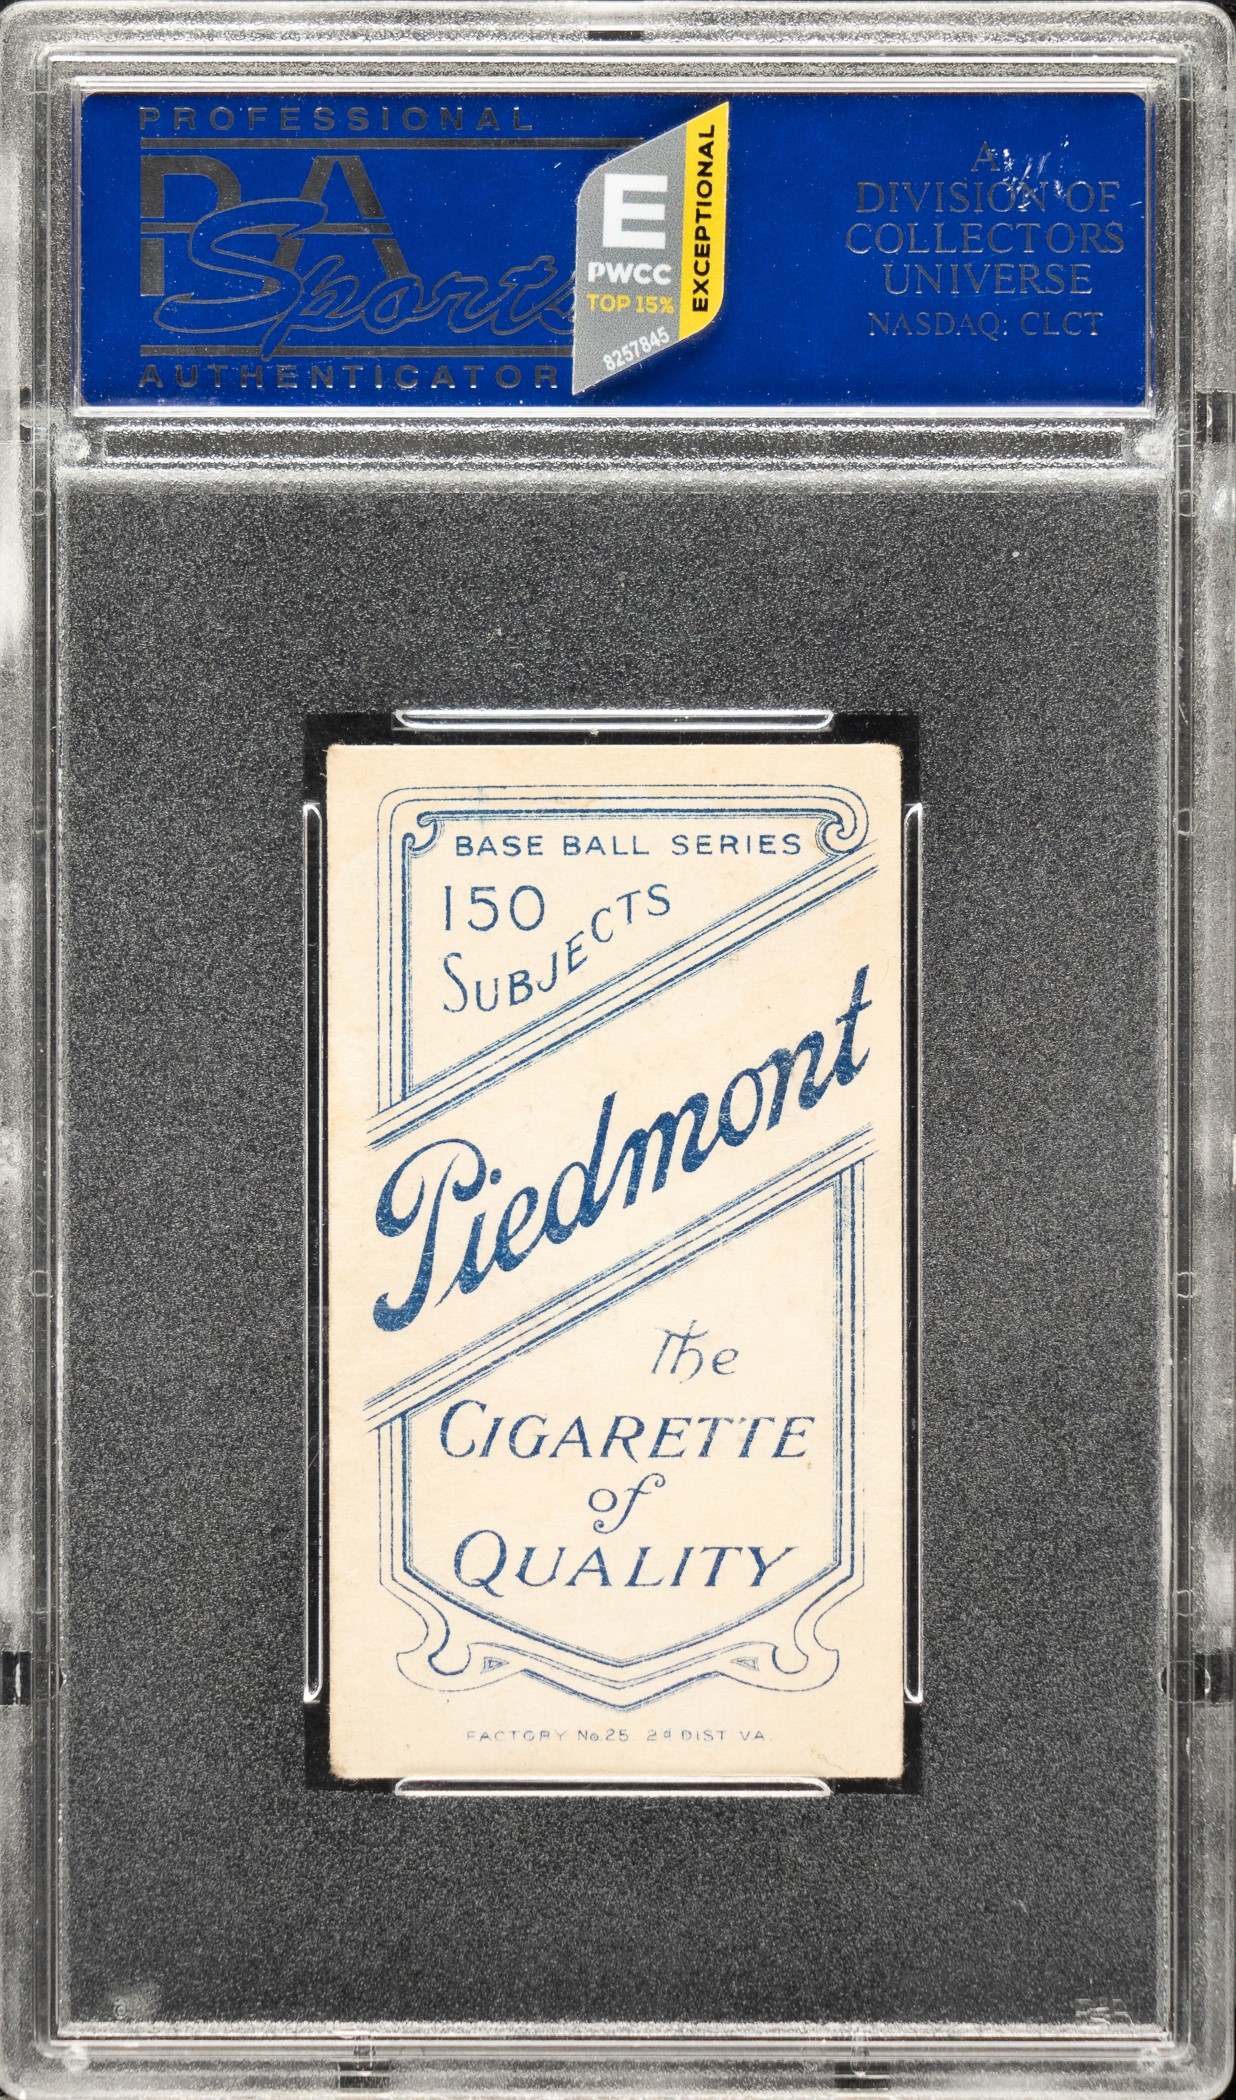 PROFESSIONAL
PSA
Sports
AUTHENTICATOR
E
PWCC
TOP 15%
EXCEPTIONAL
8257845
A
DIVISION OF
COLLECTORS
UNIVERSE
NASDAQ: CLCT
BASE BALL SERIES
150
SUBJECTS
Piedmont
The
CIGARETTE
of
QUALITY
FACTORY No. 25 2d DIST VA.
PSA